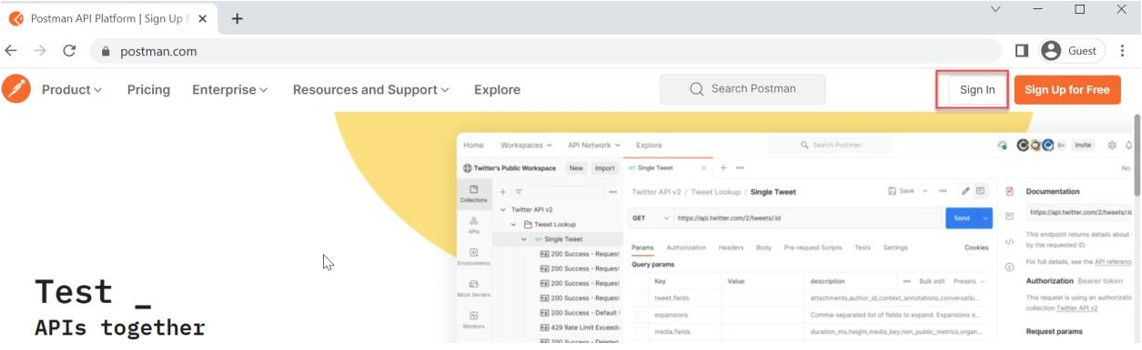 Postman API Platform | Sign Up f
postman.com
Guest
Product Pricing Enterprise Resources and Support Explore Search Postman Sign In Sign Up for Free
Home Workspaces API Network Explore Search Postman 9+ Invite
Twitter's Public Workspace New Import GET Single Tweet No
Collections
Twitter API v2 / Tweet Lookup / Single Tweet Save
Documentation
Twitter API v2
APIs
Tweet Lookup
GET https://api.twitter.com/2/tweets/:id Send
https://api.twitter.com/2/tweets/:id
GET Single Tweet
This endpoint returns details about
by the requested ID.
Params Authorization Headers Body Pre-request Scripts Tests Settings Cookies
200 Success - Request
Environments
For full details, see the API reference
Query params
200 Success - Request
Key Value description Bulk edit Presets
Authorization Bearer token
200 Success - Request
Mock Servers
tweet.fields attachments,author_id,context_annotations,conversatio...
This request is using an authorizatio
collection Twitter API v2
200 Success - Default
expansions Comma-separated list of fields to expand. Expansions e...
429 Rate Limit Exceede
Monitors
media.fields duration_ms,height,media_key,non_public_metrics,organ...
Request params
200 Success - Deleted
Test _
APIs together